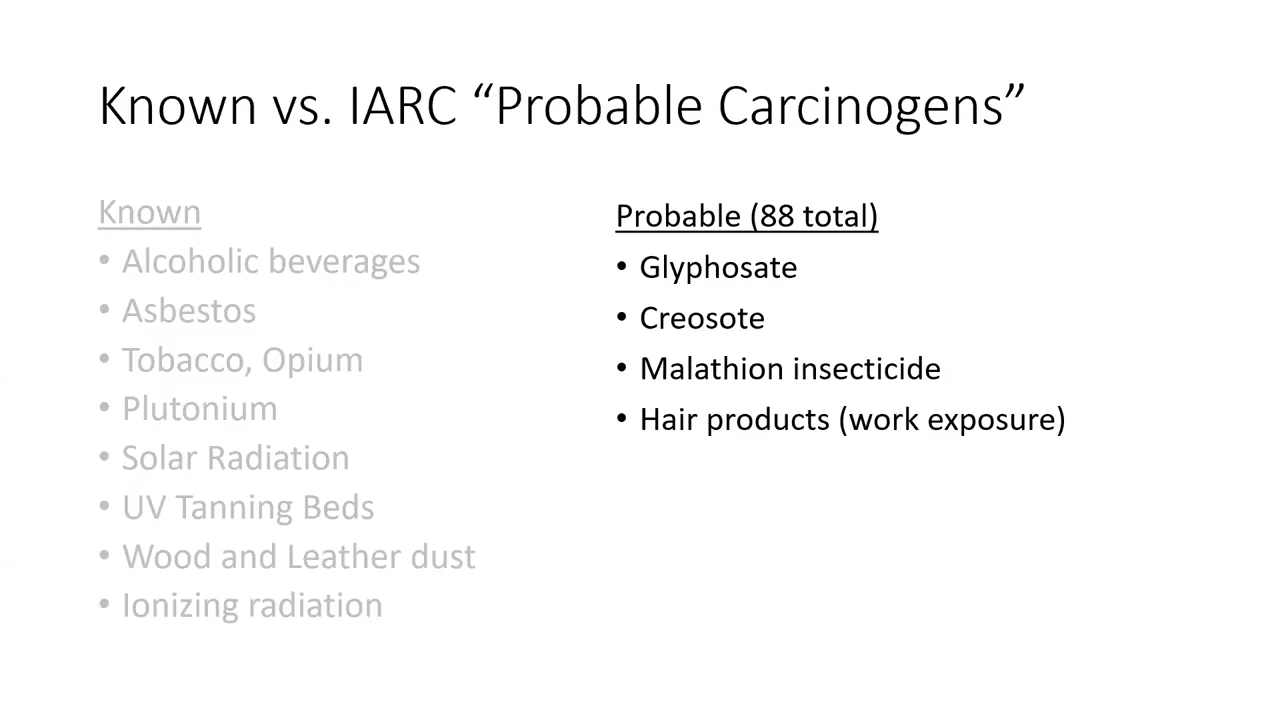 Known vs. IARC “Probable Carcinogens”
Known
• Alcoholic beverages
• Asbestos
• Tobacco, Opium
• Plutonium
• Solar Radiation
• UV Tanning Beds
• Wood and Leather dust
• Ionizing radiation
Probable (88 total)
• Glyphosate
• Creosote
• Malathion insecticide
• Hair products (work exposure)